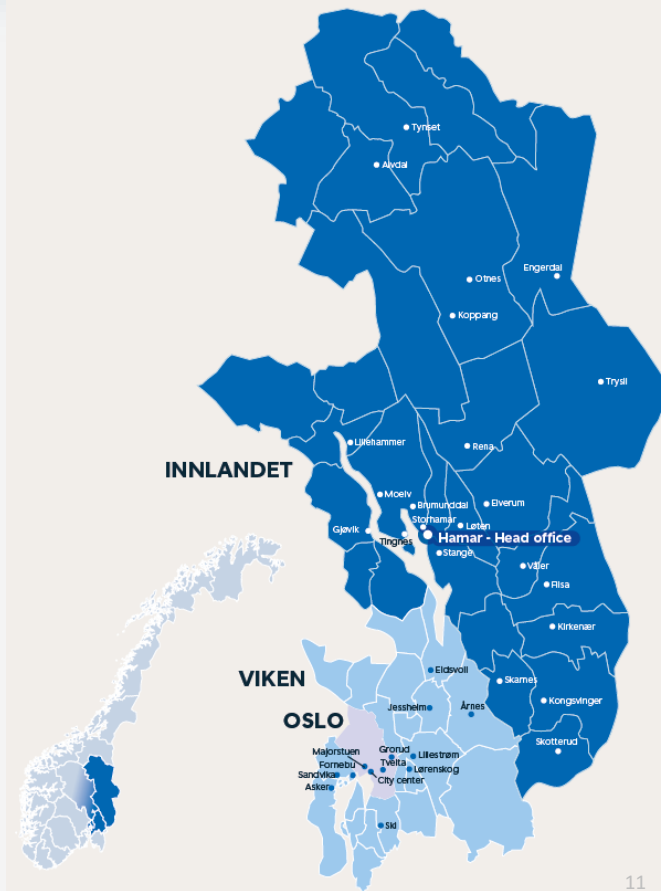 Tynset
Alvdal
Engerdal
Otnes
Koppang
Trysil
Lillehammer
Rena
INNLANDET
Moelv
Brumunddal
Elverum
Storhamar
Løten
Gjøvik
Tingnes
Hamar - Head office
Stange
Våler
Flisa
Kirkenær
Eidsvoll
VIKEN
Skarnes
Kongsvinger
Jessheim
Årnes
OSLO
Skotterud
Majorstuen
Grorud
Lillestrøm
Fornebu
Tveita
Lørenskog
Sandvika
City center
Asker
Ski
11